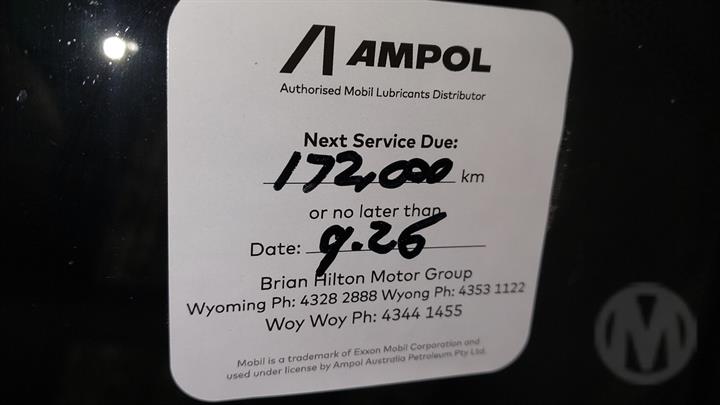 AMPOL
Authorised Mobil Lubricants Distributor
Next Service Due:
172,000 km
or no later than
Date: 9.26
Brian Hilton Motor Group
Wyoming Ph: 4328 2888 Wyong Ph: 4353 1122
Woy Woy Ph: 4344 1455
Mobil is a trademark of Exxon Mobil Corporation and
used under license by Ampol Australia Petroleum Pty Ltd.
M